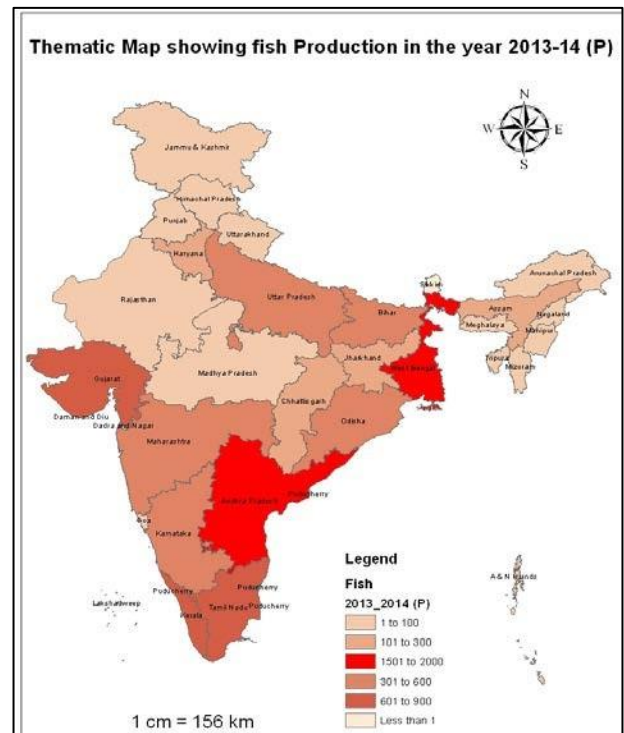 Thematic Map showing fish Production in the year 2013-14 (P)
N
W E
S
Jammu & Kashmir
Himachal Pradesh
Punjab
Uttarakhand
Haryana
Arunachal Pradesh
Sikkim
Rajasthan
Uttar Pradesh
Assam
Nagaland
Bihar
Meghalaya
Manipur
Jharkhand
Tripura
Mizoram
Gujarat
Madhya Pradesh
West Bengal
Chhattisgarh
Daman and Diu
Dadra and Nagar
Odisha
Maharashtra
Andhra Pradesh
Puducherry
Goa
Karnataka
Legend
Fish
2013_2014 (P)
1 to 100
101 to 300
1501 to 2000
301 to 600
601 to 900
Less than 1
A & N Islands
Puducherry
Puducherry
Lakshadweep
Tamil Nadu
Puducherry
Kerala
1 cm = 156 km